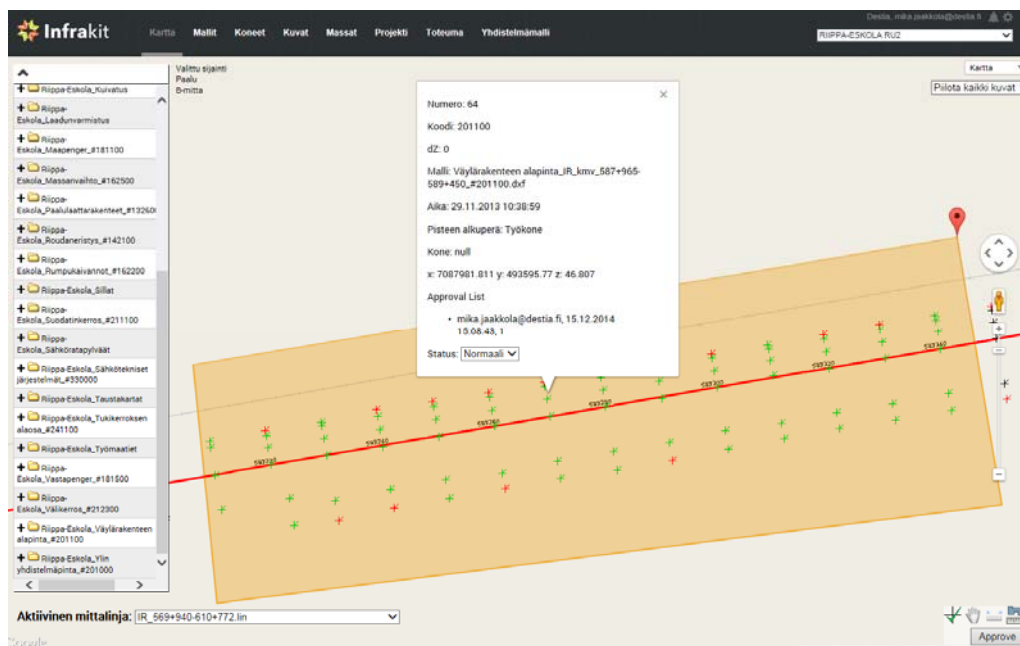 Destia, mika.jaakkola@destia.fi
Infrakit
Kartta Mallit Koneet Kuvat Massat Projekti Toteuma Yhdistelmämalli
RIIPPA-ESKOLA RU2
Valittu sijainti
Paalu
B-mitta
Kartta
Piilota kaikki kuvat
Riippa-Eskola_Kuivatus
Riippa-
Eskola_Laadunvarmistus
Riippa-
Eskola_Maapenger_#181100
Riippa-
Eskola_Massanvaihto_#162500
Riippa-
Eskola_Paalulaattarakenteet_#13260
Riippa-
Eskola_Roudaneristys_#142100
Riippa-
Eskola_Rumpukaivannot_#162200
Riippa-Eskola_Sillat
Riippa-
Eskola_Suodatinkerros_#211100
Riippa-
Eskola_Sähköratapylväät
Riippa-Eskola_Sähkötekniset
järjestelmät_#330000
Riippa-Eskola_Taustakartat
Riippa-Eskola_Tukikerroksen
alaosa_#241100
Riippa-Eskola_Työmaatiet
Riippa-
Eskola_Vastapenger_#181500
Riippa-
Eskola_Välikerros_#212300
Riippa-Eskola_Väylärakenteen
alapinta_#201100
Riippa-Eskola_Ylin
yhdistelmäpinta_#201000
Numero: 64
Koodi: 201100
dZ: 0
Malli: Väylärakenteen alapinta_IR_kmv_587+965-
589+450_#201100.dxf
Aika: 29.11.2013 10:38:59
Pisteen alkuperä: Työkone
Kone: null
x: 7087981.811 y: 493595.77 z: 46.807
Approval List
mika.jaakkola@destia.fi, 15.12.2014
15:08:43, 1
Status: Normaali
Aktiivinen mittalinja: IR_569+940-610+772.lin
Google
Approve